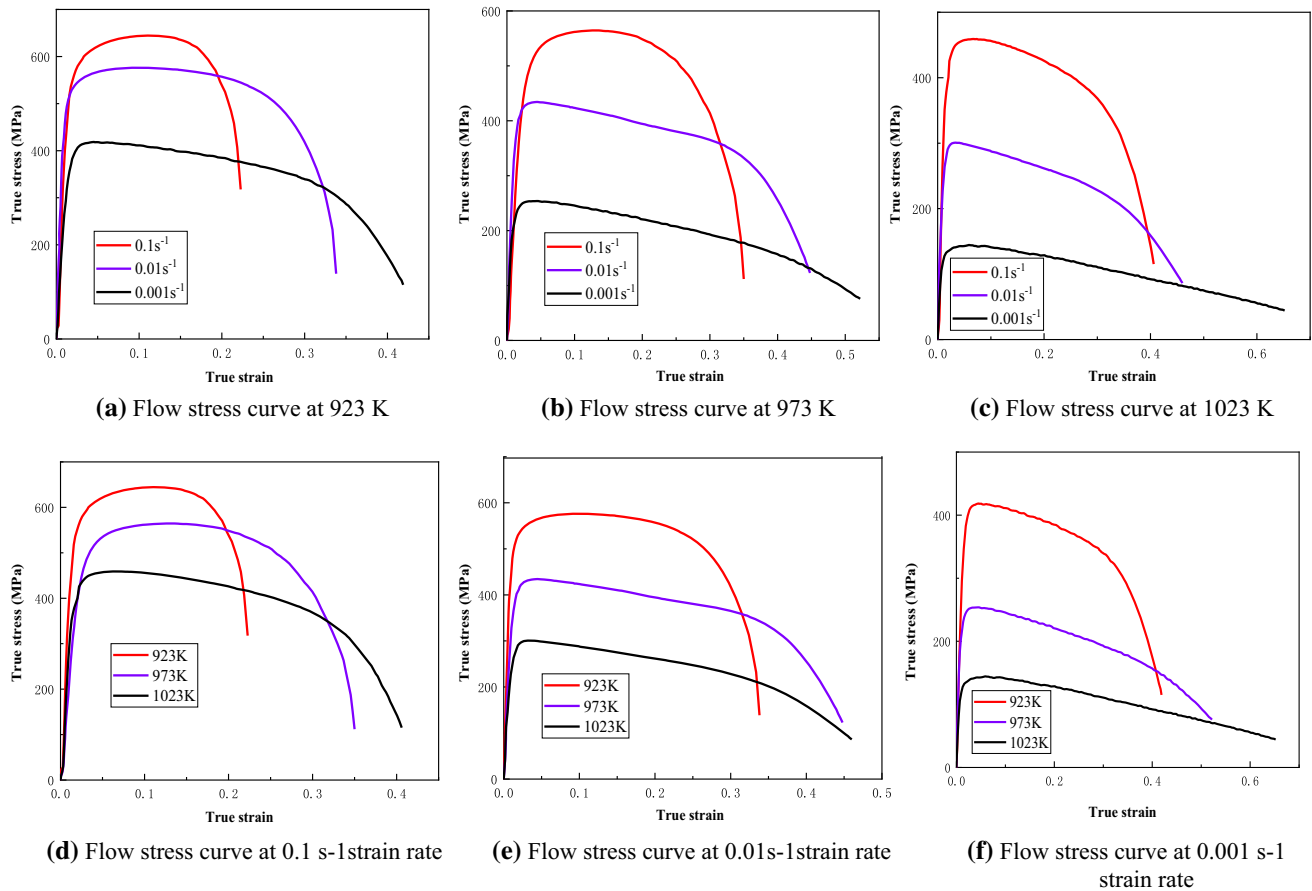 600
400
200
0
True stress (MPa)
0.1s⁻¹
0.01s⁻¹
0.001s⁻¹
0.0 0.1 0.2 0.3 0.4
True strain
(a) Flow stress curve at 923 K
600
500
400
300
200
100
0
True stress (MPa)
0.1s⁻¹
0.01s⁻¹
0.001s⁻¹
0.0 0.1 0.2 0.3 0.4 0.5
True strain
(b) Flow stress curve at 973 K
400
200
0
True stress (MPa)
0.1s⁻¹
0.01s⁻¹
0.001s⁻¹
0.0 0.2 0.4 0.6
True strain
(c) Flow stress curve at 1023 K
600
400
200
0
True stress (MPa)
923K
973K
1023K
0.0 0.1 0.2 0.3 0.4
True strain
(d) Flow stress curve at 0.1 s-1strain rate
600
400
200
0
True stress (MPa)
923K
973K
1023K
0.0 0.1 0.2 0.3 0.4 0.5
True strain
(e) Flow stress curve at 0.01s-1strain rate
400
200
0
True stress (MPa)
923K
973K
1023K
0.0 0.2 0.4 0.6
True strain
(f) Flow stress curve at 0.001 s-1
strain rate